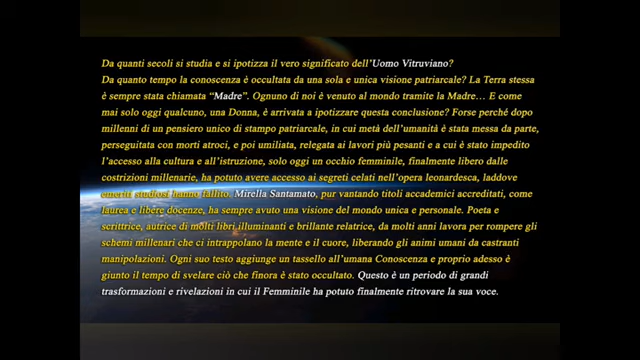 Da quanti secoli si studia e si ipotizza il vero significato dell'Uomo Vitruviano?
Da quanto tempo la conoscenza è occultata da una sola e unica visione patriarcale? La Terra stessa
è sempre stata chiamata “Madre”. Ognuno di noi è venuto al mondo tramite la Madre… E come
mai solo oggi qualcuno, una Donna, è arrivata a ipotizzare questa conclusione? Forse perché dopo
millenni di un pensiero unico di stampo patriarcale, in cui metà dell'umanità è stata messa da parte,
perseguitata con morti atroci, e poi umiliata, relegata ai lavori più pesanti e a cui è stato impedito
l'accesso alla cultura e all'istruzione, solo oggi un occhio femminile, finalmente libero dalle
costrizioni millenarie, ha potuto avere accesso ai segreti celati nell'opera leonardesca, laddove
emeriti studiosi hanno fallito. Mirella Santamato, pur vantando titoli accademici accreditati, come
laurea e libere docenze, ha sempre avuto una visione del mondo unica e personale. Poeta e
scrittrice, autrice di molti libri illuminanti e brillante relatrice, da molti anni lavora per rompere gli
schemi millenari che ci intrappolano la mente e il cuore, liberando gli animi umani da castranti
manipolazioni. Ogni suo testo aggiunge un tassello all'umana Conoscenza e proprio adesso è
giunto il tempo di svelare ciò che finora è stato occultato. Questo è un periodo di grandi
trasformazioni e rivelazioni in cui il Femminile ha potuto finalmente ritrovare la sua voce.